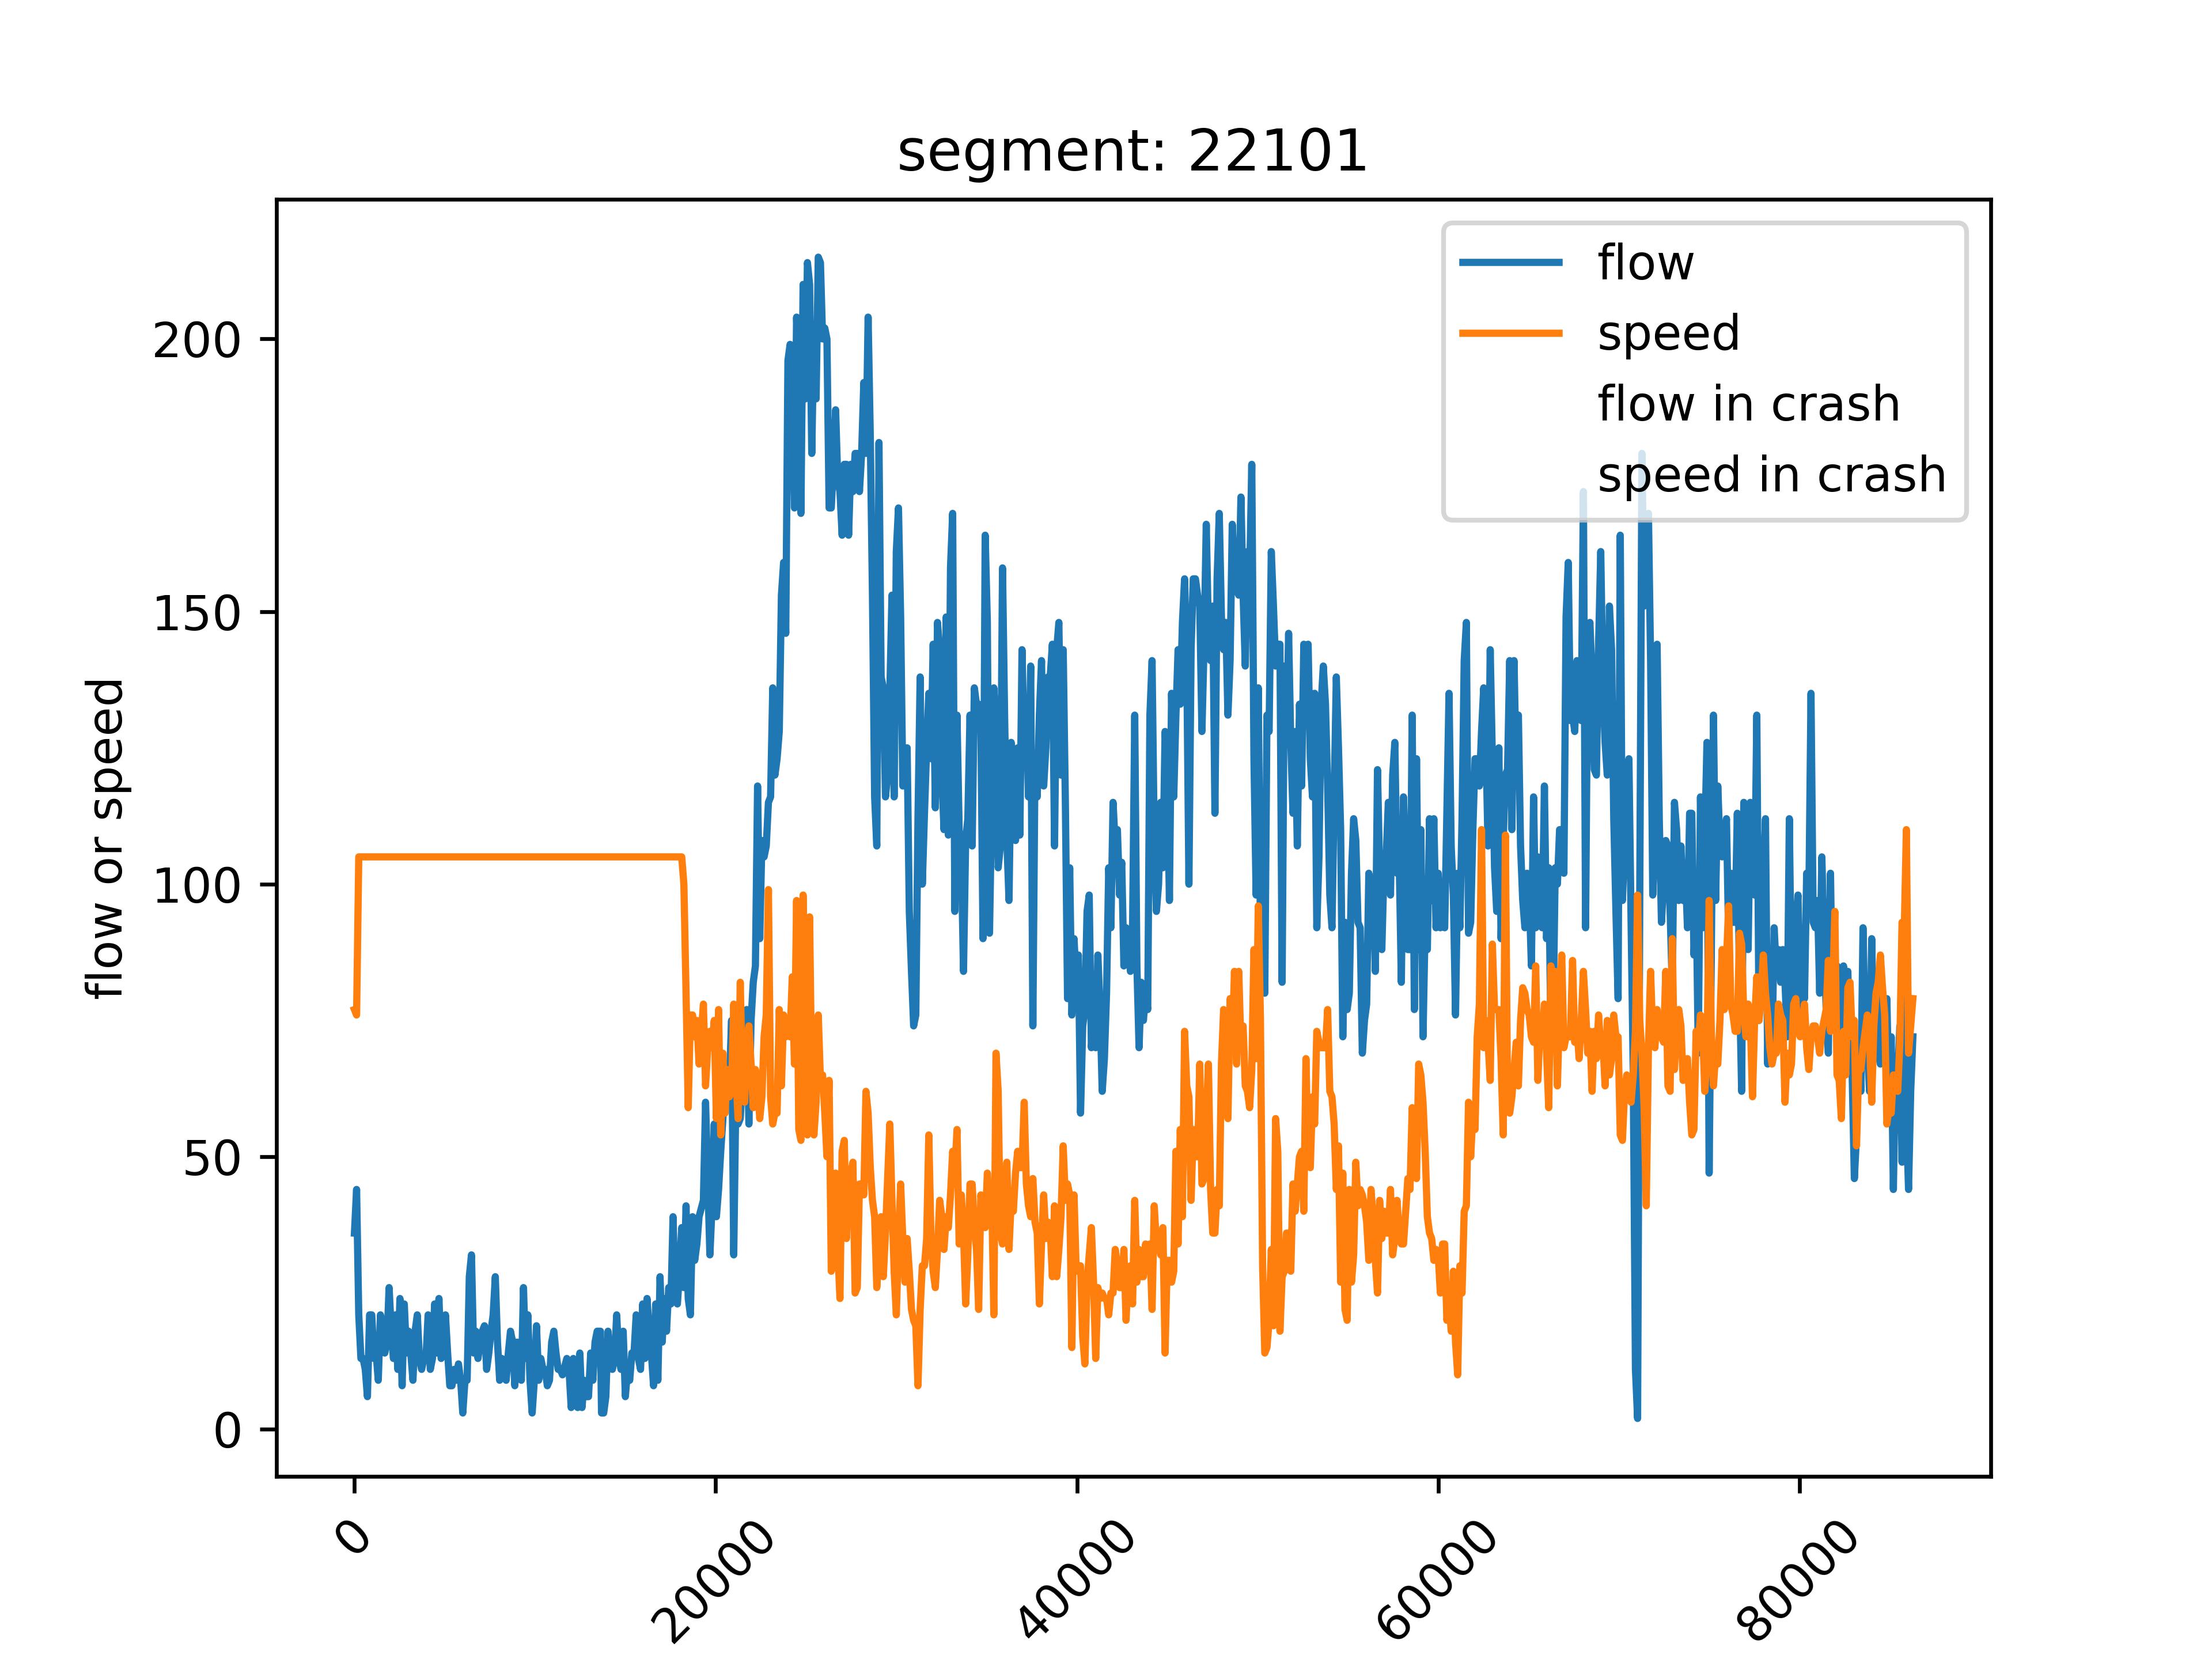 segment: 22101
flow
speed
flow in crash
speed in crash
flow or speed
200
150
100
50
0
0
20000
40000
60000
80000